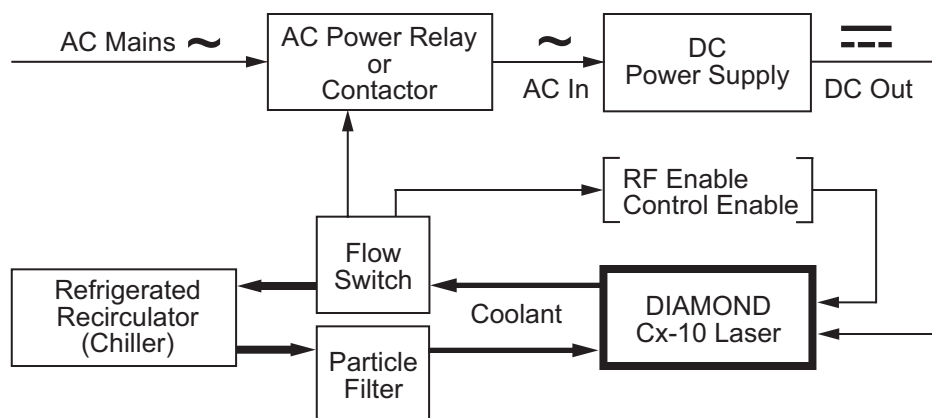 AC Mains ~
AC Power Relay
or
Contactor
~
AC In
DC
Power Supply
DC Out
RF Enable
Control Enable
Flow
Switch
Refrigerated
Recirculator
(Chiller)
Coolant
DIAMOND
Cx-10 Laser
Particle
Filter